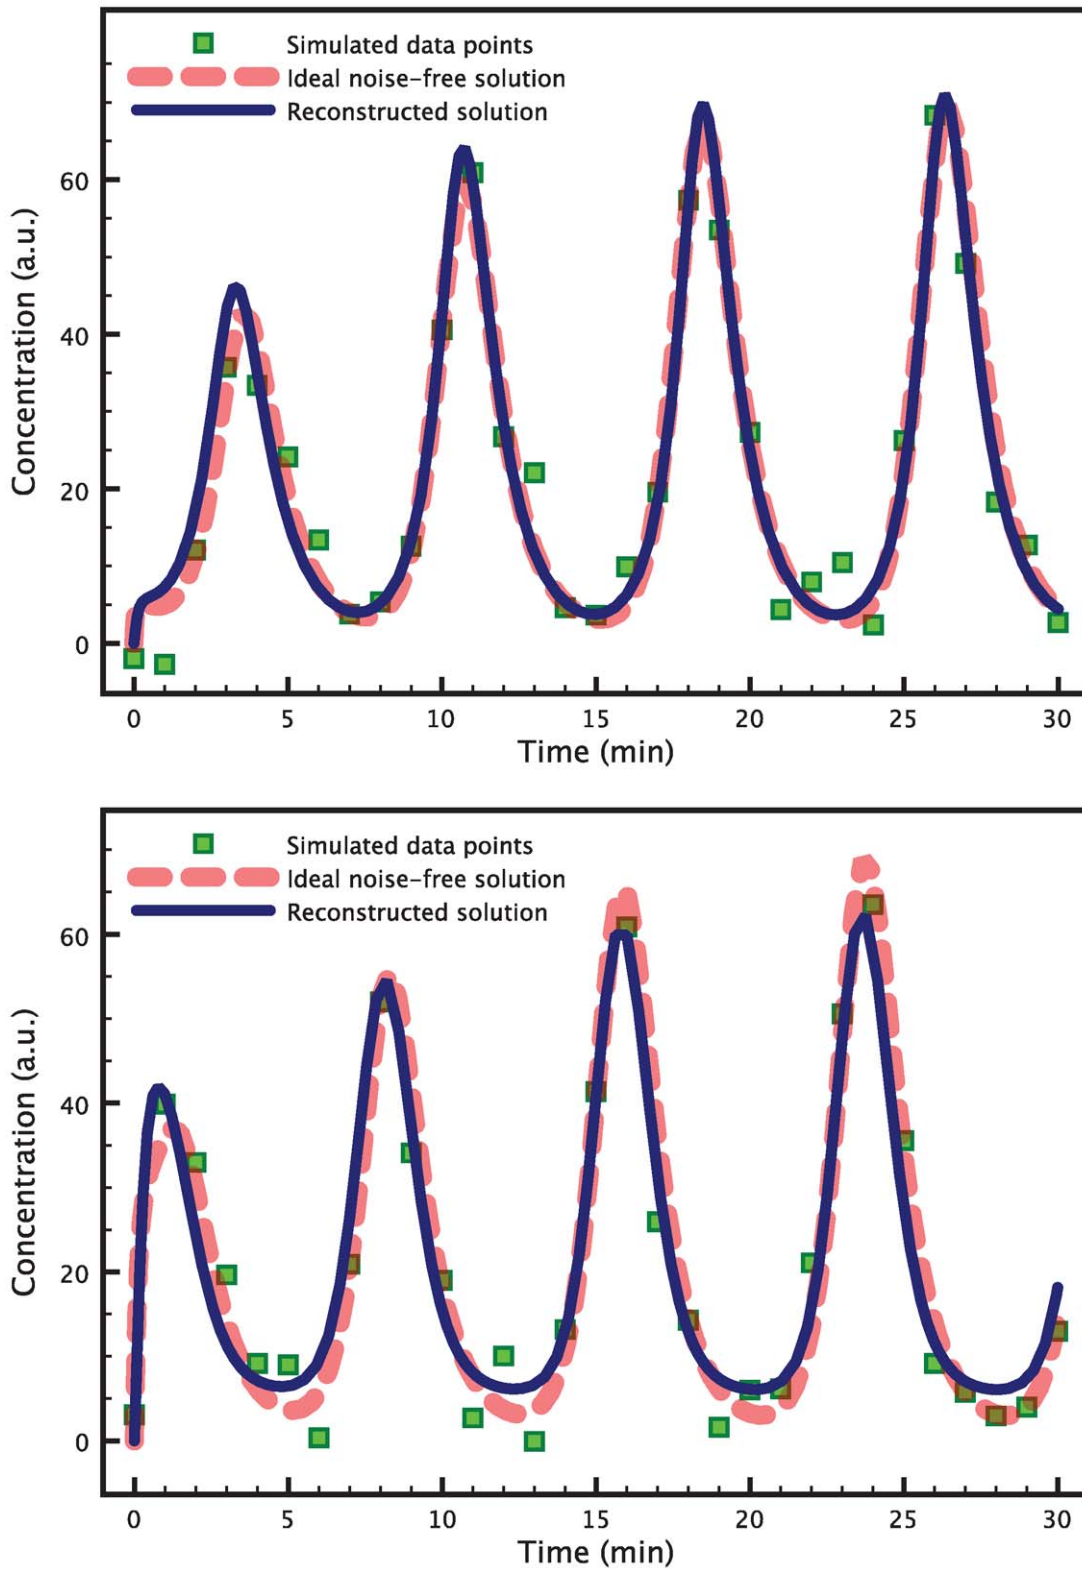 Simulated data points
Ideal noise-free solution
Reconstructed solution
Concentration (a.u.)
60
40
20
0
0 5 10 15 20 25 30
Time (min)
Simulated data points
Ideal noise-free solution
Reconstructed solution
Concentration (a.u.)
60
40
20
0
0 5 10 15 20 25 30
Time (min)